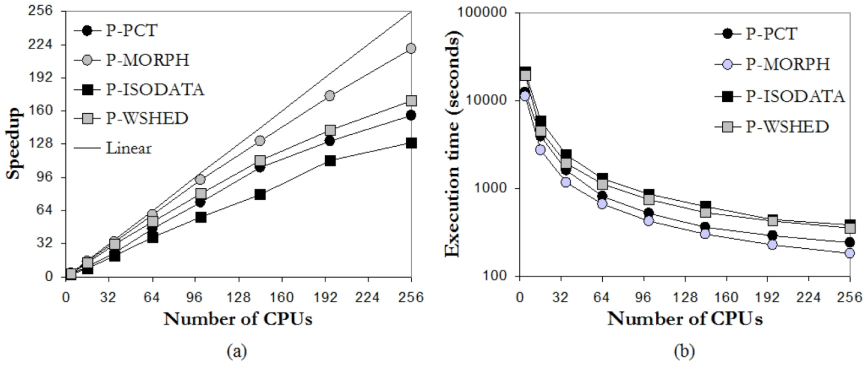 256
224
192
160
128
96
64
32
0
Speedup
P-PCT
P-MORPH
P-ISODATA
P-WSHED
Linear
0 32 64 96 128 160 192 224 256
Number of CPUs
(a)
100000
10000
1000
100
Execution time (seconds)
P-PCT
P-MORPH
P-ISODATA
P-WSHED
0 32 64 96 128 160 192 224 256
Number of CPUs
(b)